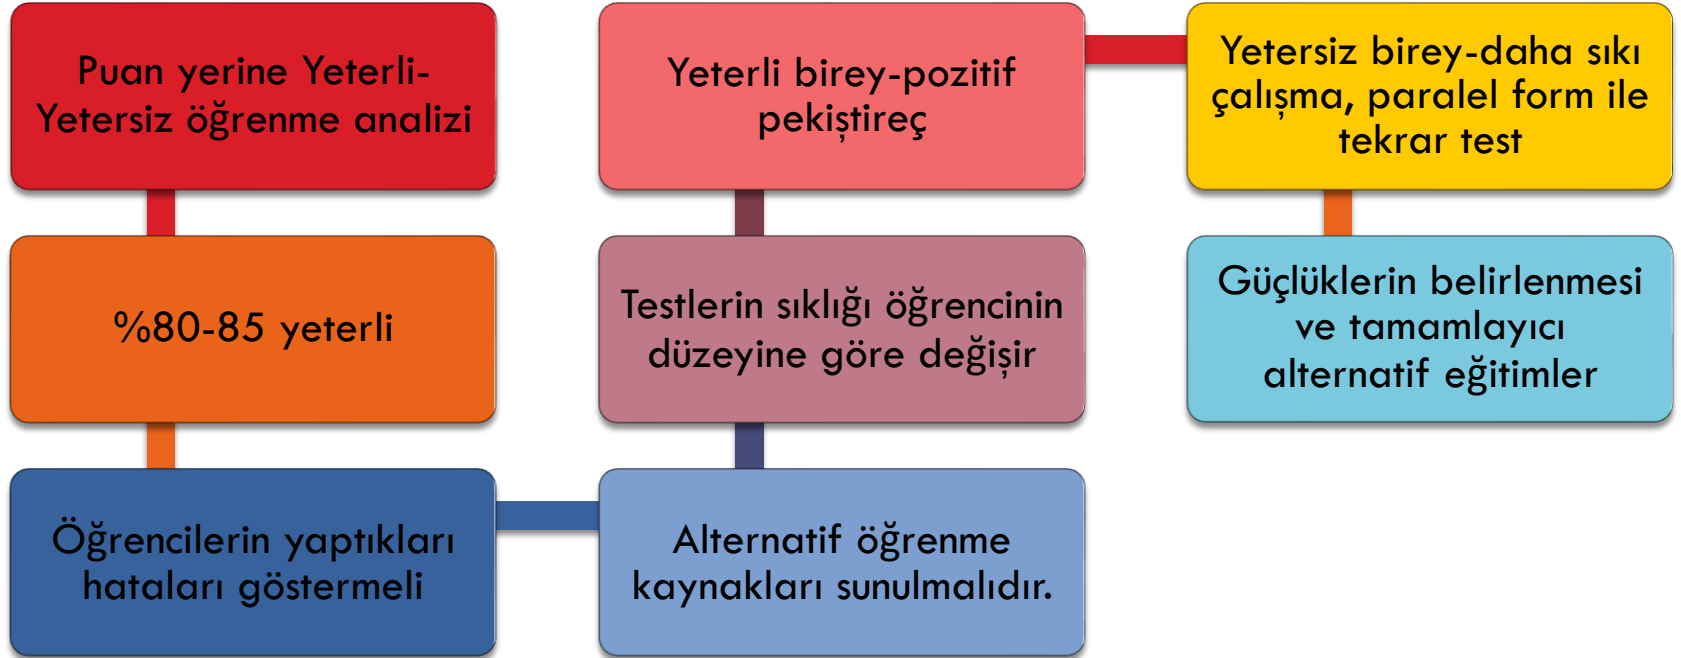 Puan yerine Yeterli-
Yetersiz öğrenme analizi
%80-85 yeterli
Öğrencilerin yaptıkları
hataları göstermeli
Alternatif öğrenme
kaynakları sunulmalıdır.
Testlerin sıklığı öğrencinin
düzeyine göre değişir
Yeterli birey-pozitif
pekiştireç
Yetersiz birey-daha sıkı
çalışma, paralel form ile
tekrar test
Güçlüklerin belirlenmesi
ve tamamlayıcı
alternatif eğitimler